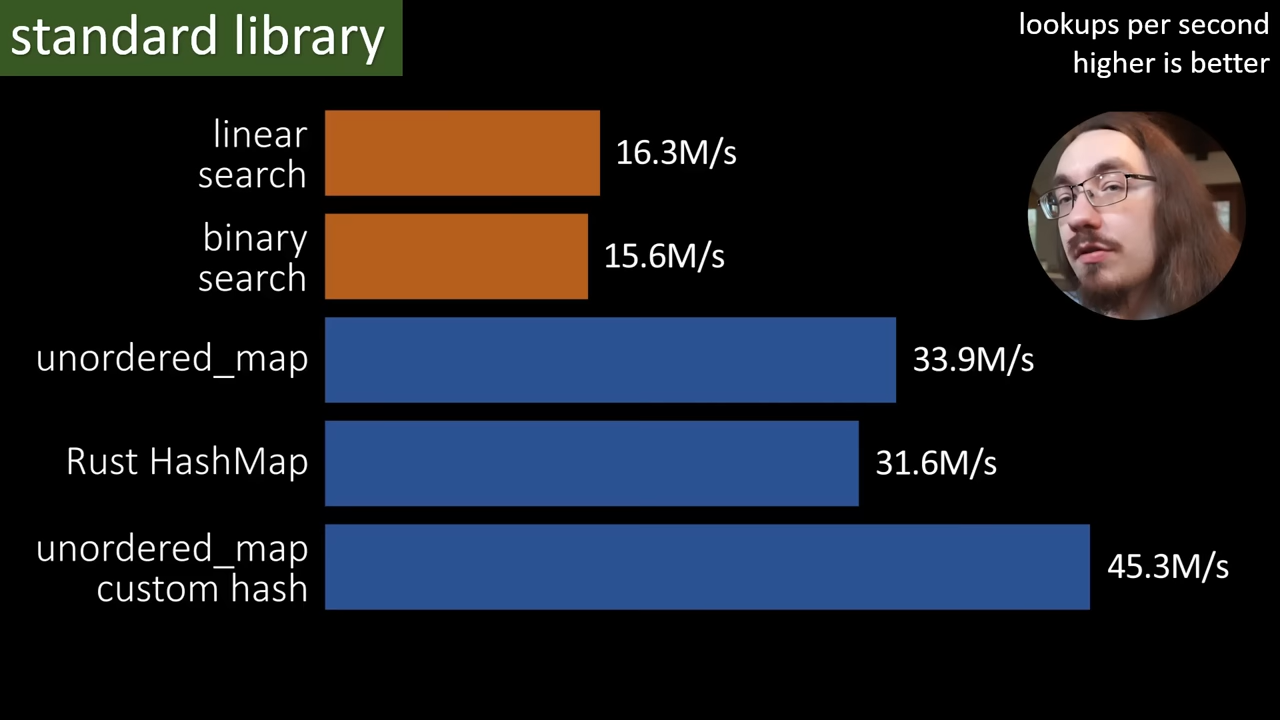 standard library
lookups per second
higher is better
linear
search
16.3M/s
binary
search
15.6M/s
unordered_map
33.9M/s
Rust HashMap
31.6M/s
unordered_map
custom hash
45.3M/s